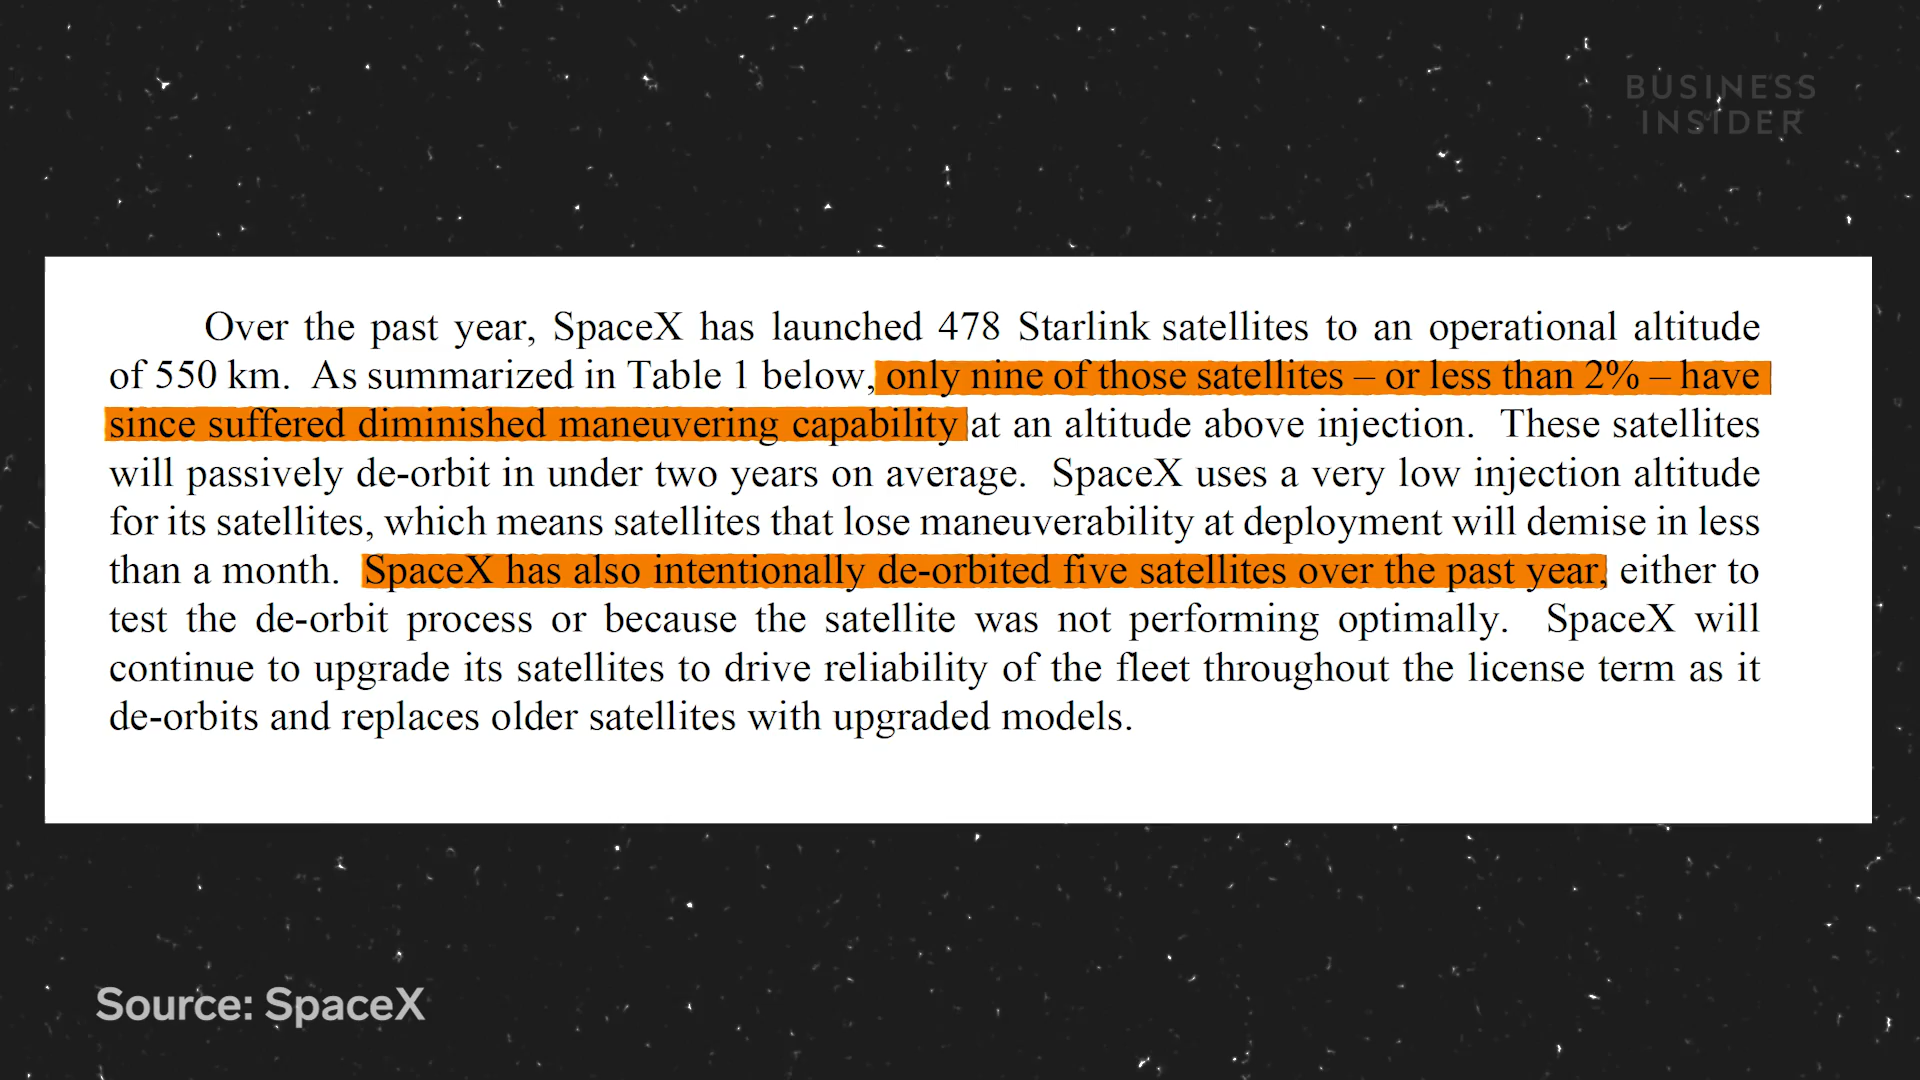 BUSINESS
INSIDER
Over the past year, SpaceX has launched 478 Starlink satellites to an operational altitude
of 550 km. As summarized in Table 1 below, only nine of those satellites – or less than 2% – have
since suffered diminished maneuvering capability at an altitude above injection. These satellites
will passively de-orbit in under two years on average. SpaceX uses a very low injection altitude
for its satellites, which means satellites that lose maneuverability at deployment will demise in less
than a month. SpaceX has also intentionally de-orbited five satellites over the past year, either to
test the de-orbit process or because the satellite was not performing optimally. SpaceX will
continue to upgrade its satellites to drive reliability of the fleet throughout the license term as it
de-orbits and replaces older satellites with upgraded models.
Source: SpaceX